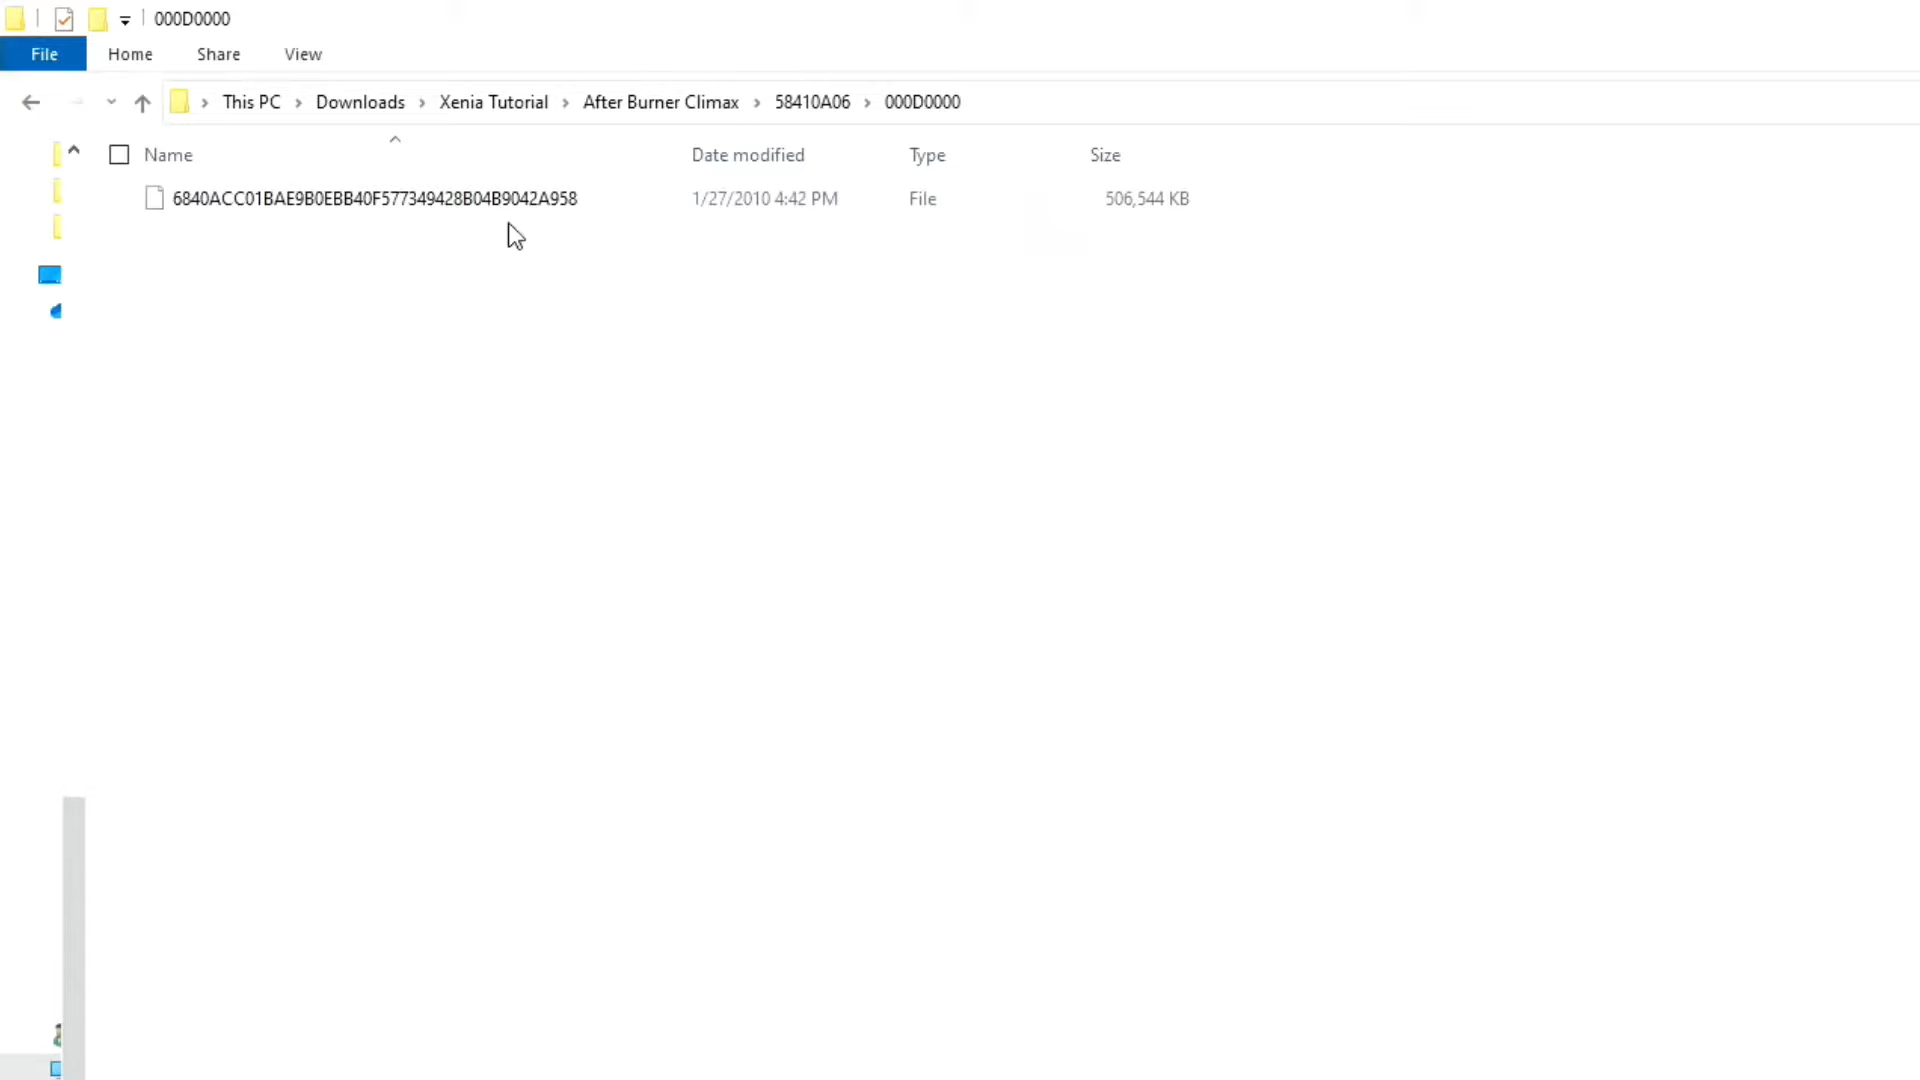 000D0000
File Home Share View
This PC > Downloads > Xenia Tutorial > After Burner Climax > 58410A06 > 000D0000
Name Date modified Type Size
6840ACC01BAE9B0EBB40F577349428B04B9042A958 1/27/2010 4:42 PM File 506,544 KB